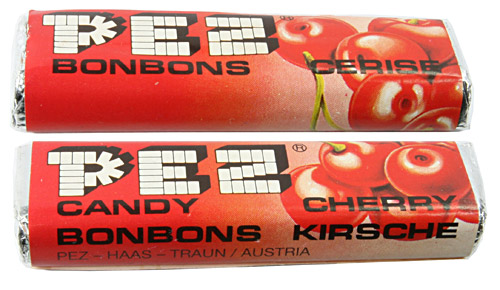 PEZ®
BONBONS CERISE
PEZ®
CANDY CHERRY
BONBONS KIRSCHE
PEZ – HAAS – TRAUN / AUSTRIA